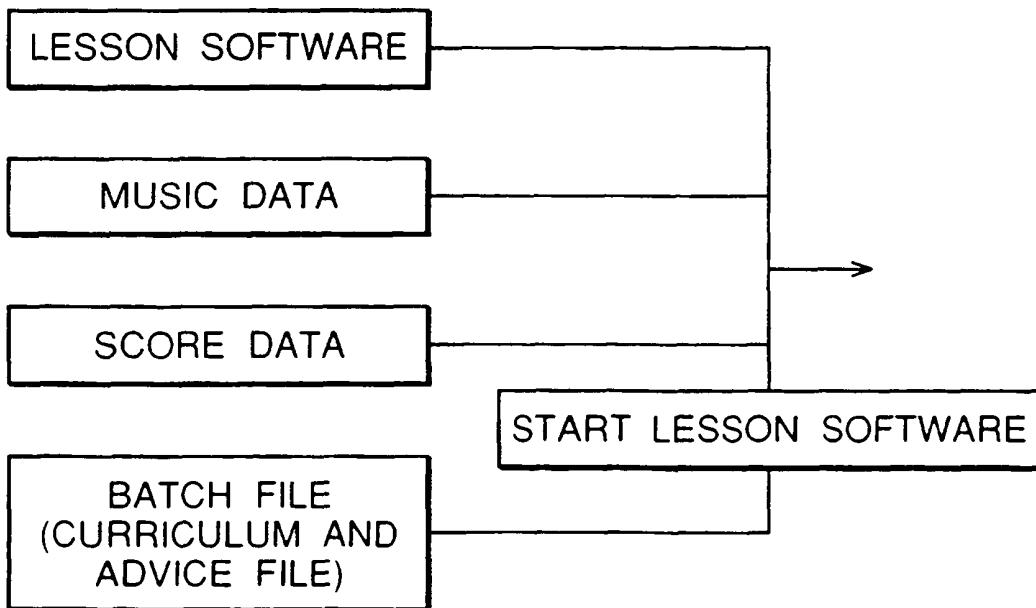 LESSON SOFTWARE
MUSIC DATA
SCORE DATA
START LESSON SOFTWARE
BATCH FILE
(CURRICULUM AND
ADVICE FILE)